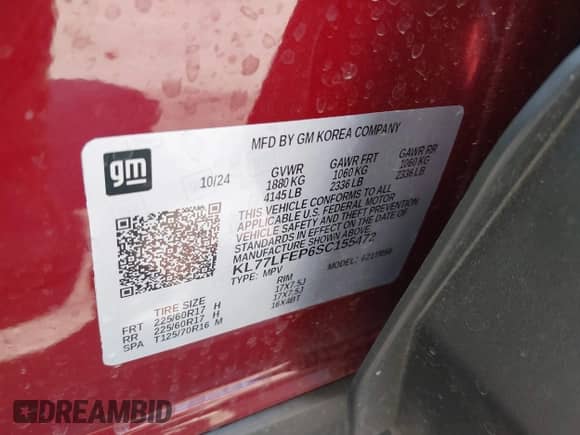 MFD BY GM KOREA COMPANY
gm
10/24 GVWR GAWR FRT GAWR RR
1880 KG 1060 KG 1060 KG
4145 LB 2336 LB 2336 LB
THIS VEHICLE CONFORMS TO ALL
APPLICABLE U.S. FEDERAL MOTOR
VEHICLE SAFETY AND THEFT PREVENTION
STANDARDS IN EFFECT ON THE DATE OF
MANUFACTURE SHOWN ABOVE.
KL77LFEP6SC155472
TYPE: MPV MODEL:
TIRE SIZE RIM
FRT 225/60R17 H 17X7.5J
RR 225/60R17 H 17X7.5J
SPA T125/70R16 M 16X4BT
DREAMBID